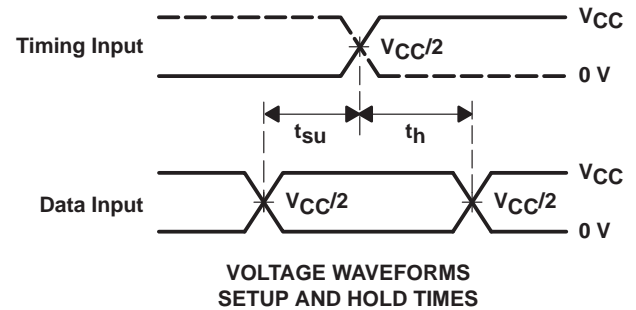 VCC
Timing Input
VCC/2
0 V
tsu
th
VCC
Data Input
VCC/2
VCC/2
0 V
VOLTAGE WAVEFORMS
SETUP AND HOLD TIMES